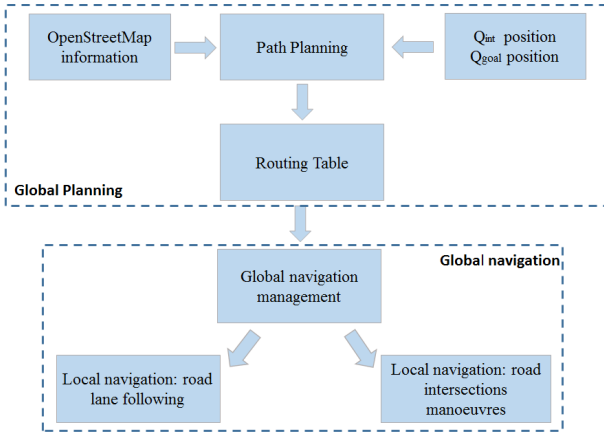 OpenStreetMap
information
Path Planning
Qint position
Qgoal position
Routing Table
Global Planning
Global navigation
Global navigation
management
Local navigation: road
lane following
Local navigation: road
intersections
manoeuvres